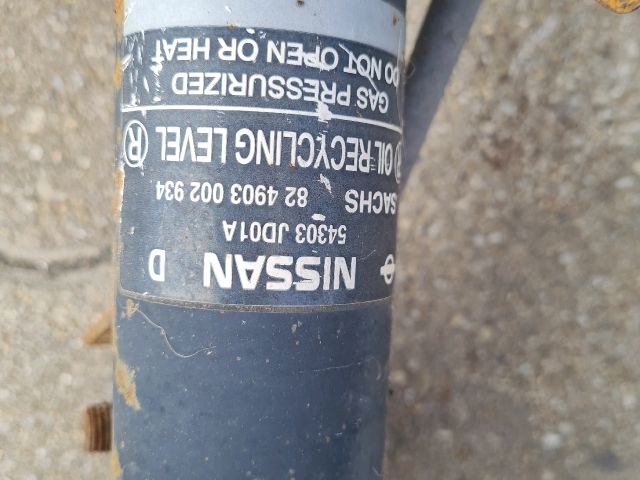 NISSAN D
54303 JD01A
SACHS 82 4903 002 934
Ⓡ OIL RECYCLING LEVEL Ⓡ
GAS PRESSURIZED
DO NOT OPEN OR HEAT